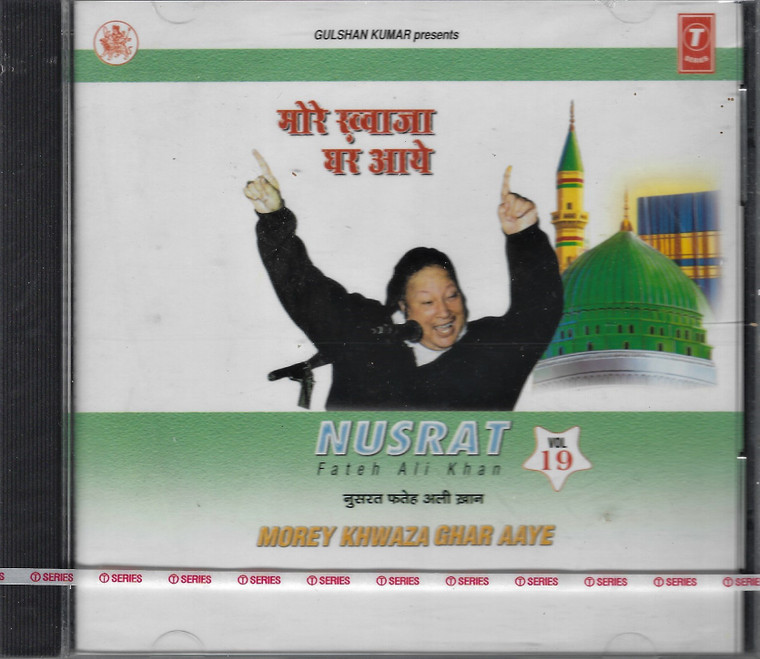 GULSHAN KUMAR presents
T
SERIES
मोरे ख़्वाजा
घर आये
NUSRAT
Fateh Ali Khan
VOL
19
नुसरत फतेह अली ख़ान
MOREY KHWAZA GHAR AAYE
SERIES T SERIES T SERIES T SERIES T SERIES T SERIES T SERIES T SERIES T SERIES T SERIES T SERIE